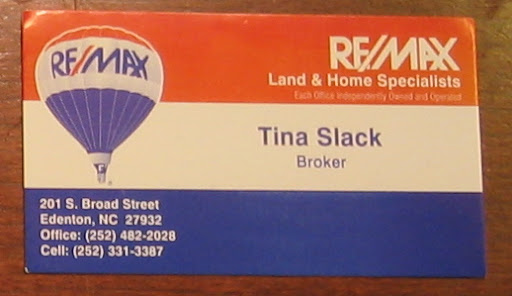 RE/MAX
RE/MAX
Land & Home Specialists
Each Office Independently Owned and Operated
Tina Slack
Broker
201 S. Broad Street
Edenton, NC 27932
Office: (252) 482-2028
Cell: (252) 331-3387